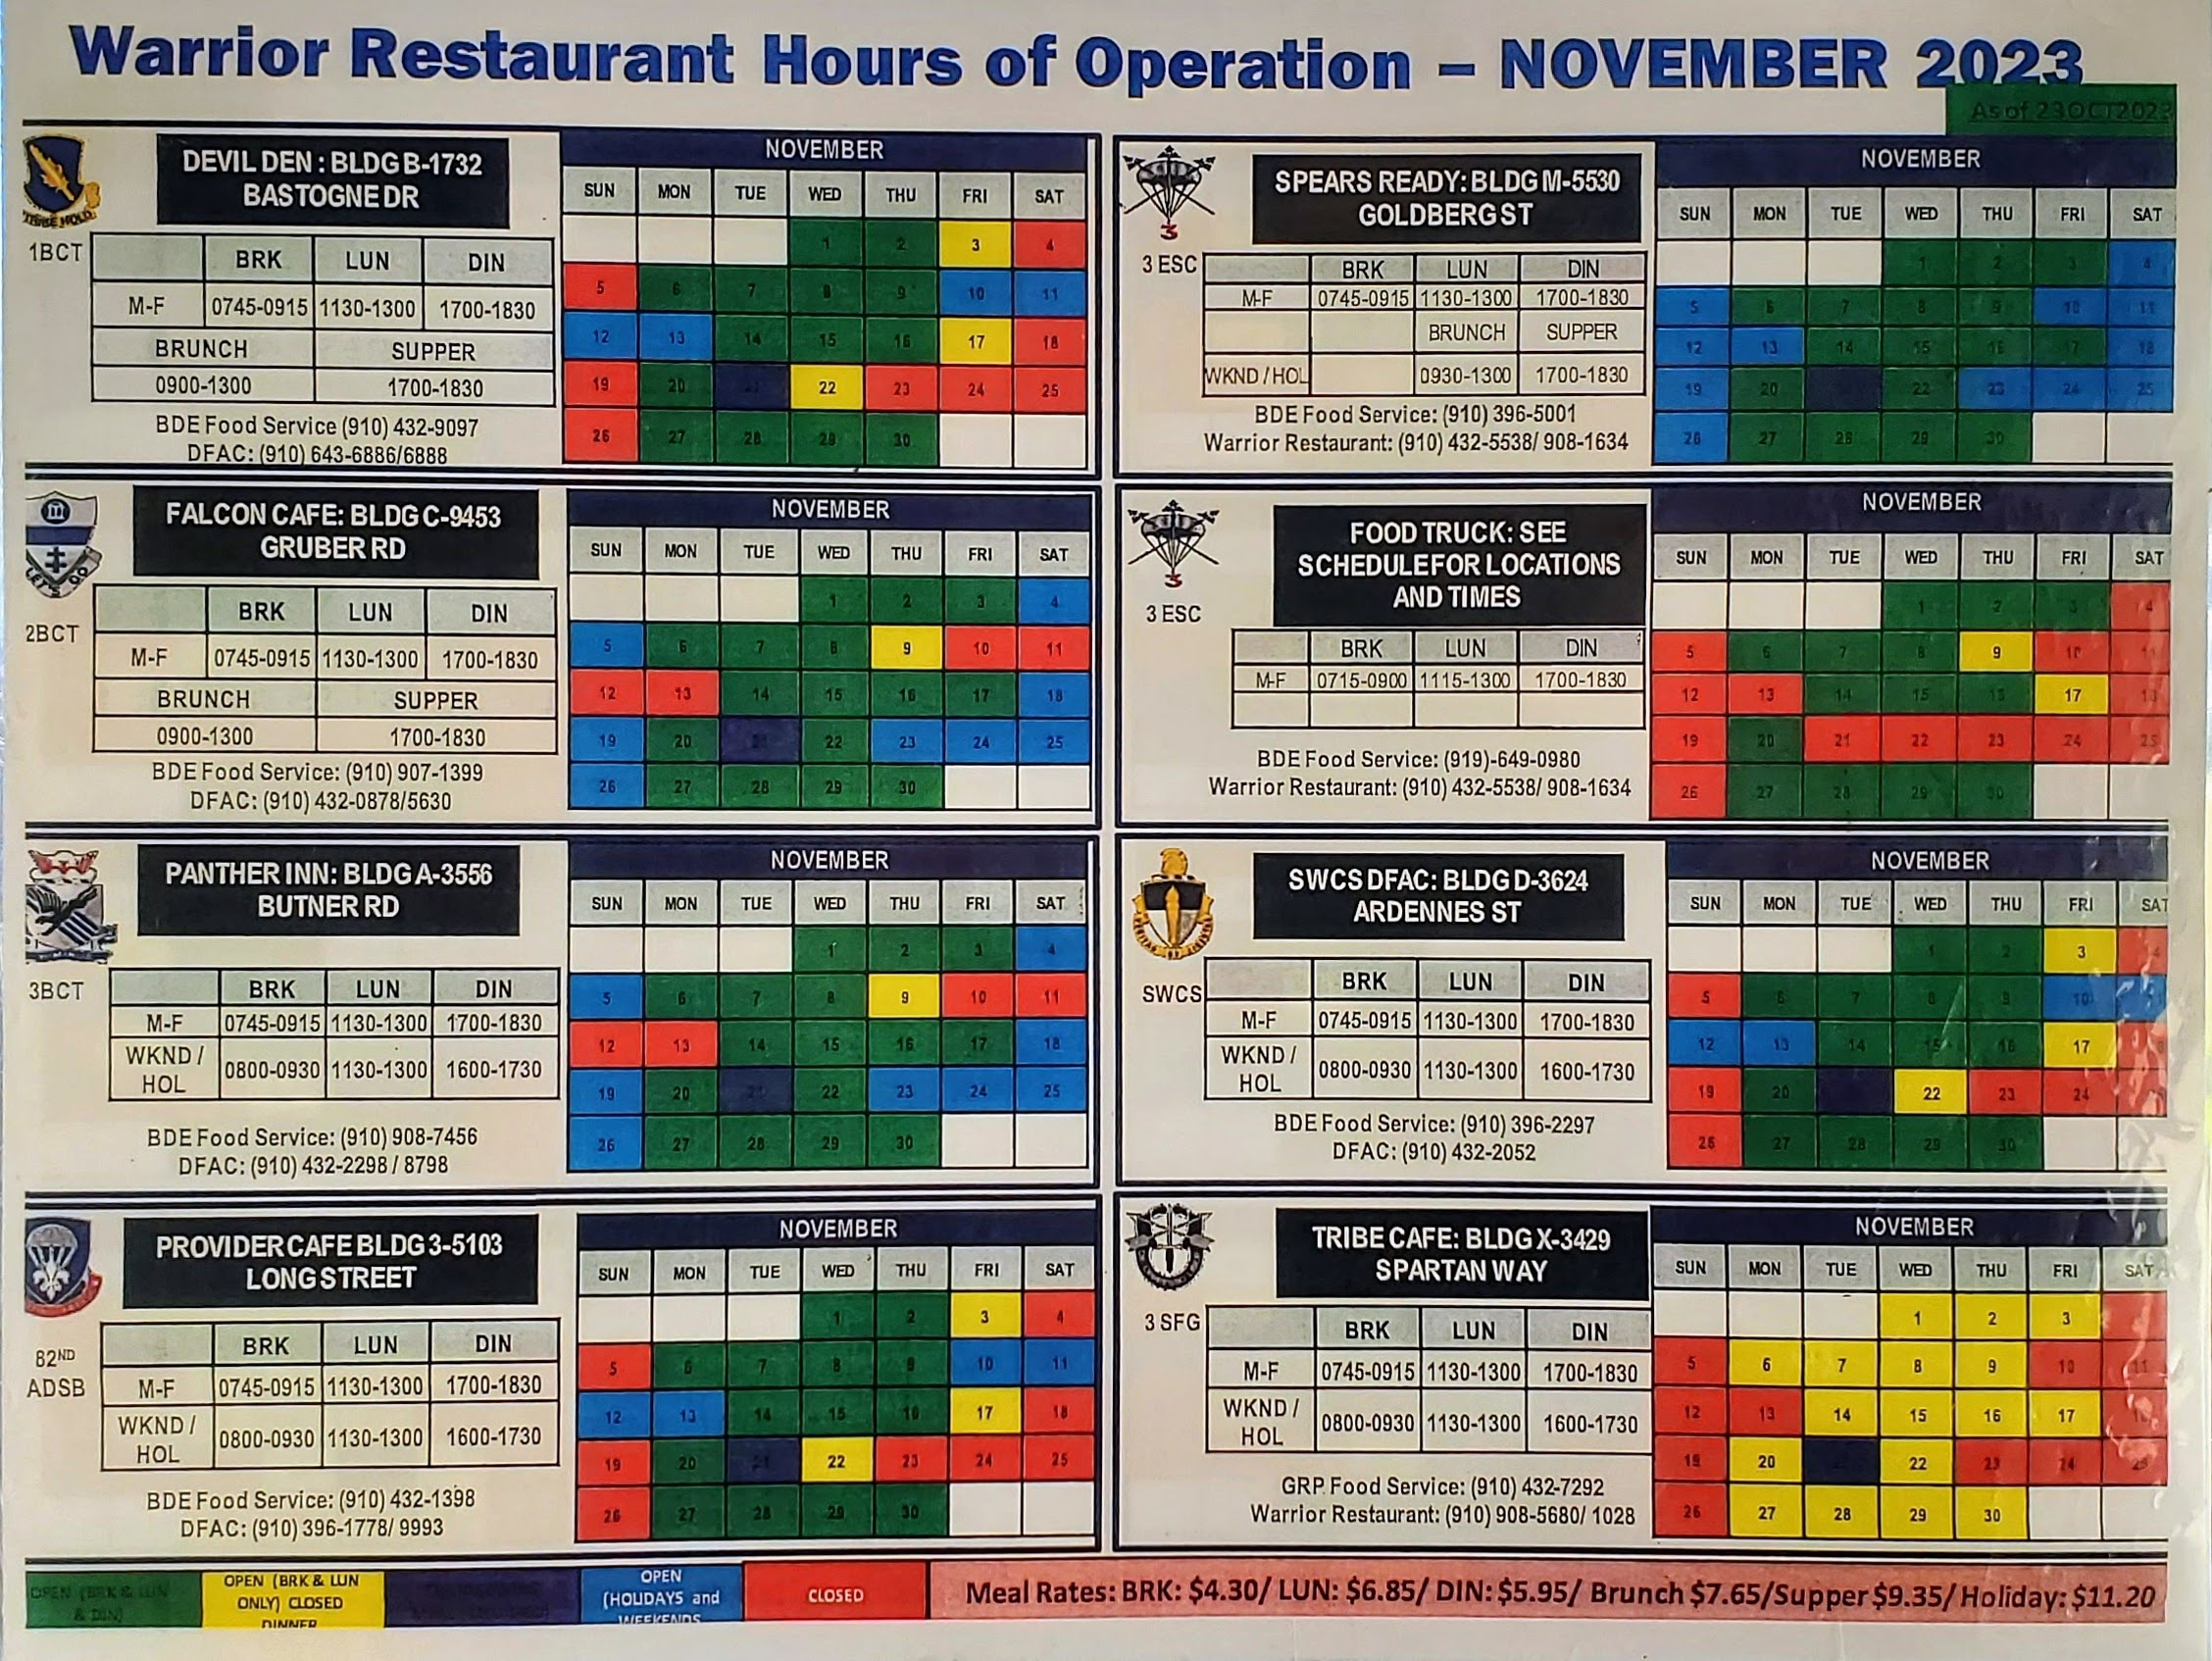 Warrior Restaurant Hours of Operation – NOVEMBER 2023
As of 23OCT2023
DEVIL DEN : BLDG B-1732
BASTOGNE DR
1BCT
BRK LUN DIN
M-F 0745-0915 1130-1300 1700-1830
BRUNCH SUPPER
0900-1300 1700-1830
BDE Food Service (910) 432-9097
DFAC: (910) 643-6886/6888
NOVEMBER
SUN MON TUE WED THU FRI SAT
1 2 3 4
5 6 7 8 9 10 11
12 13 14 15 16 17 18
19 20 21 22 23 24 25
26 27 28 29 30
SPEARS READY: BLDG M-5530
GOLDBERG ST
3
3 ESC
BRK LUN DIN
M-F 0745-0915 1130-1300 1700-1830
BRUNCH SUPPER
WKND / HOL 0930-1300 1700-1830
BDE Food Service: (910) 396-5001
Warrior Restaurant: (910) 432-5538/ 908-1634
NOVEMBER
SUN MON TUE WED THU FRI SAT
1 2 3 4
5 6 7 8 9 10 11
12 13 14 15 16 17 18
19 20 22 23 24 25
26 27 28 29 30
FALCON CAFE: BLDG C-9453
GRUBER RD
2BCT
BRK LUN DIN
M-F 0745-0915 1130-1300 1700-1830
BRUNCH SUPPER
0900-1300 1700-1830
BDE Food Service: (910) 907-1399
DFAC: (910) 432-0878/5630
NOVEMBER
SUN MON TUE WED THU FRI SAT
1 2 3 4
5 6 7 8 9 10 11
12 13 14 15 16 17 18
19 20 21 22 23 24 25
26 27 28 29 30
FOOD TRUCK: SEE
SCHEDULE FOR LOCATIONS
AND TIMES
3
3 ESC
BRK LUN DIN
M-F 0715-0900 1115-1300 1700-1830
BDE Food Service: (919)-649-0980
Warrior Restaurant: (910) 432-5538/ 908-1634
NOVEMBER
SUN MON TUE WED THU FRI SAT
1 2 3 4
5 6 7 8 9 10 11
12 13 14 15 16 17 18
19 20 21 22 23 24 25
26 27 28 29 30
PANTHER INN: BLDG A-3556
BUTNER RD
3BCT
BRK LUN DIN
M-F 0745-0915 1130-1300 1700-1830
WKND /
HOL 0800-0930 1130-1300 1600-1730
BDE Food Service: (910) 908-7456
DFAC: (910) 432-2298 / 8798
NOVEMBER
SUN MON TUE WED THU FRI SAT
1 2 3 4
5 6 7 8 9 10 11
12 13 14 15 16 17 18
19 20 21 22 23 24 25
26 27 28 29 30
SWCS DFAC: BLDG D-3624
ARDENNES ST
SWCS
BRK LUN DIN
M-F 0745-0915 1130-1300 1700-1830
WKND /
HOL 0800-0930 1130-1300 1600-1730
BDE Food Service: (910) 396-2297
DFAC: (910) 432-2052
NOVEMBER
SUN MON TUE WED THU FRI SAT
1 2 3 4
5 6 7 8 9 10 11
12 13 14 15 16 17 18
19 20 22 23 24
26 27 28 29 30
PROVIDER CAFE BLDG 3-5103
LONG STREET
82ND
ADSB
BRK LUN DIN
M-F 0745-0915 1130-1300 1700-1830
WKND /
HOL 0800-0930 1130-1300 1600-1730
BDE Food Service: (910) 432-1398
DFAC: (910) 396-1778/ 9993
NOVEMBER
SUN MON TUE WED THU FRI SAT
1 2 3 4
5 6 7 8 9 10 11
12 13 14 15 16 17 18
19 20 21 22 23 24 25
26 27 28 29 30
TRIBE CAFE: BLDG X-3429
SPARTAN WAY
3 SFG
BRK LUN DIN
M-F 0745-0915 1130-1300 1700-1830
WKND /
HOL 0800-0930 1130-1300 1600-1730
GRP Food Service: (910) 432-7292
Warrior Restaurant: (910) 908-5680/ 1028
NOVEMBER
SUN MON TUE WED THU FRI SAT
1 2 3
5 6 7 8 9 10 11
12 13 14 15 16 17 18
19 20 22 23 24 25
26 27 28 29 30
OPEN (BRK & LUN
& DIN)
OPEN (BRK & LUN
ONLY) CLOSED
DINNER
OPEN
(HOLIDAYS and
WEEKENDS
CLOSED
Meal Rates: BRK: $4.30/ LUN: $6.85/ DIN: $5.95/ Brunch $7.65/Supper $9.35/ Holiday: $11.20